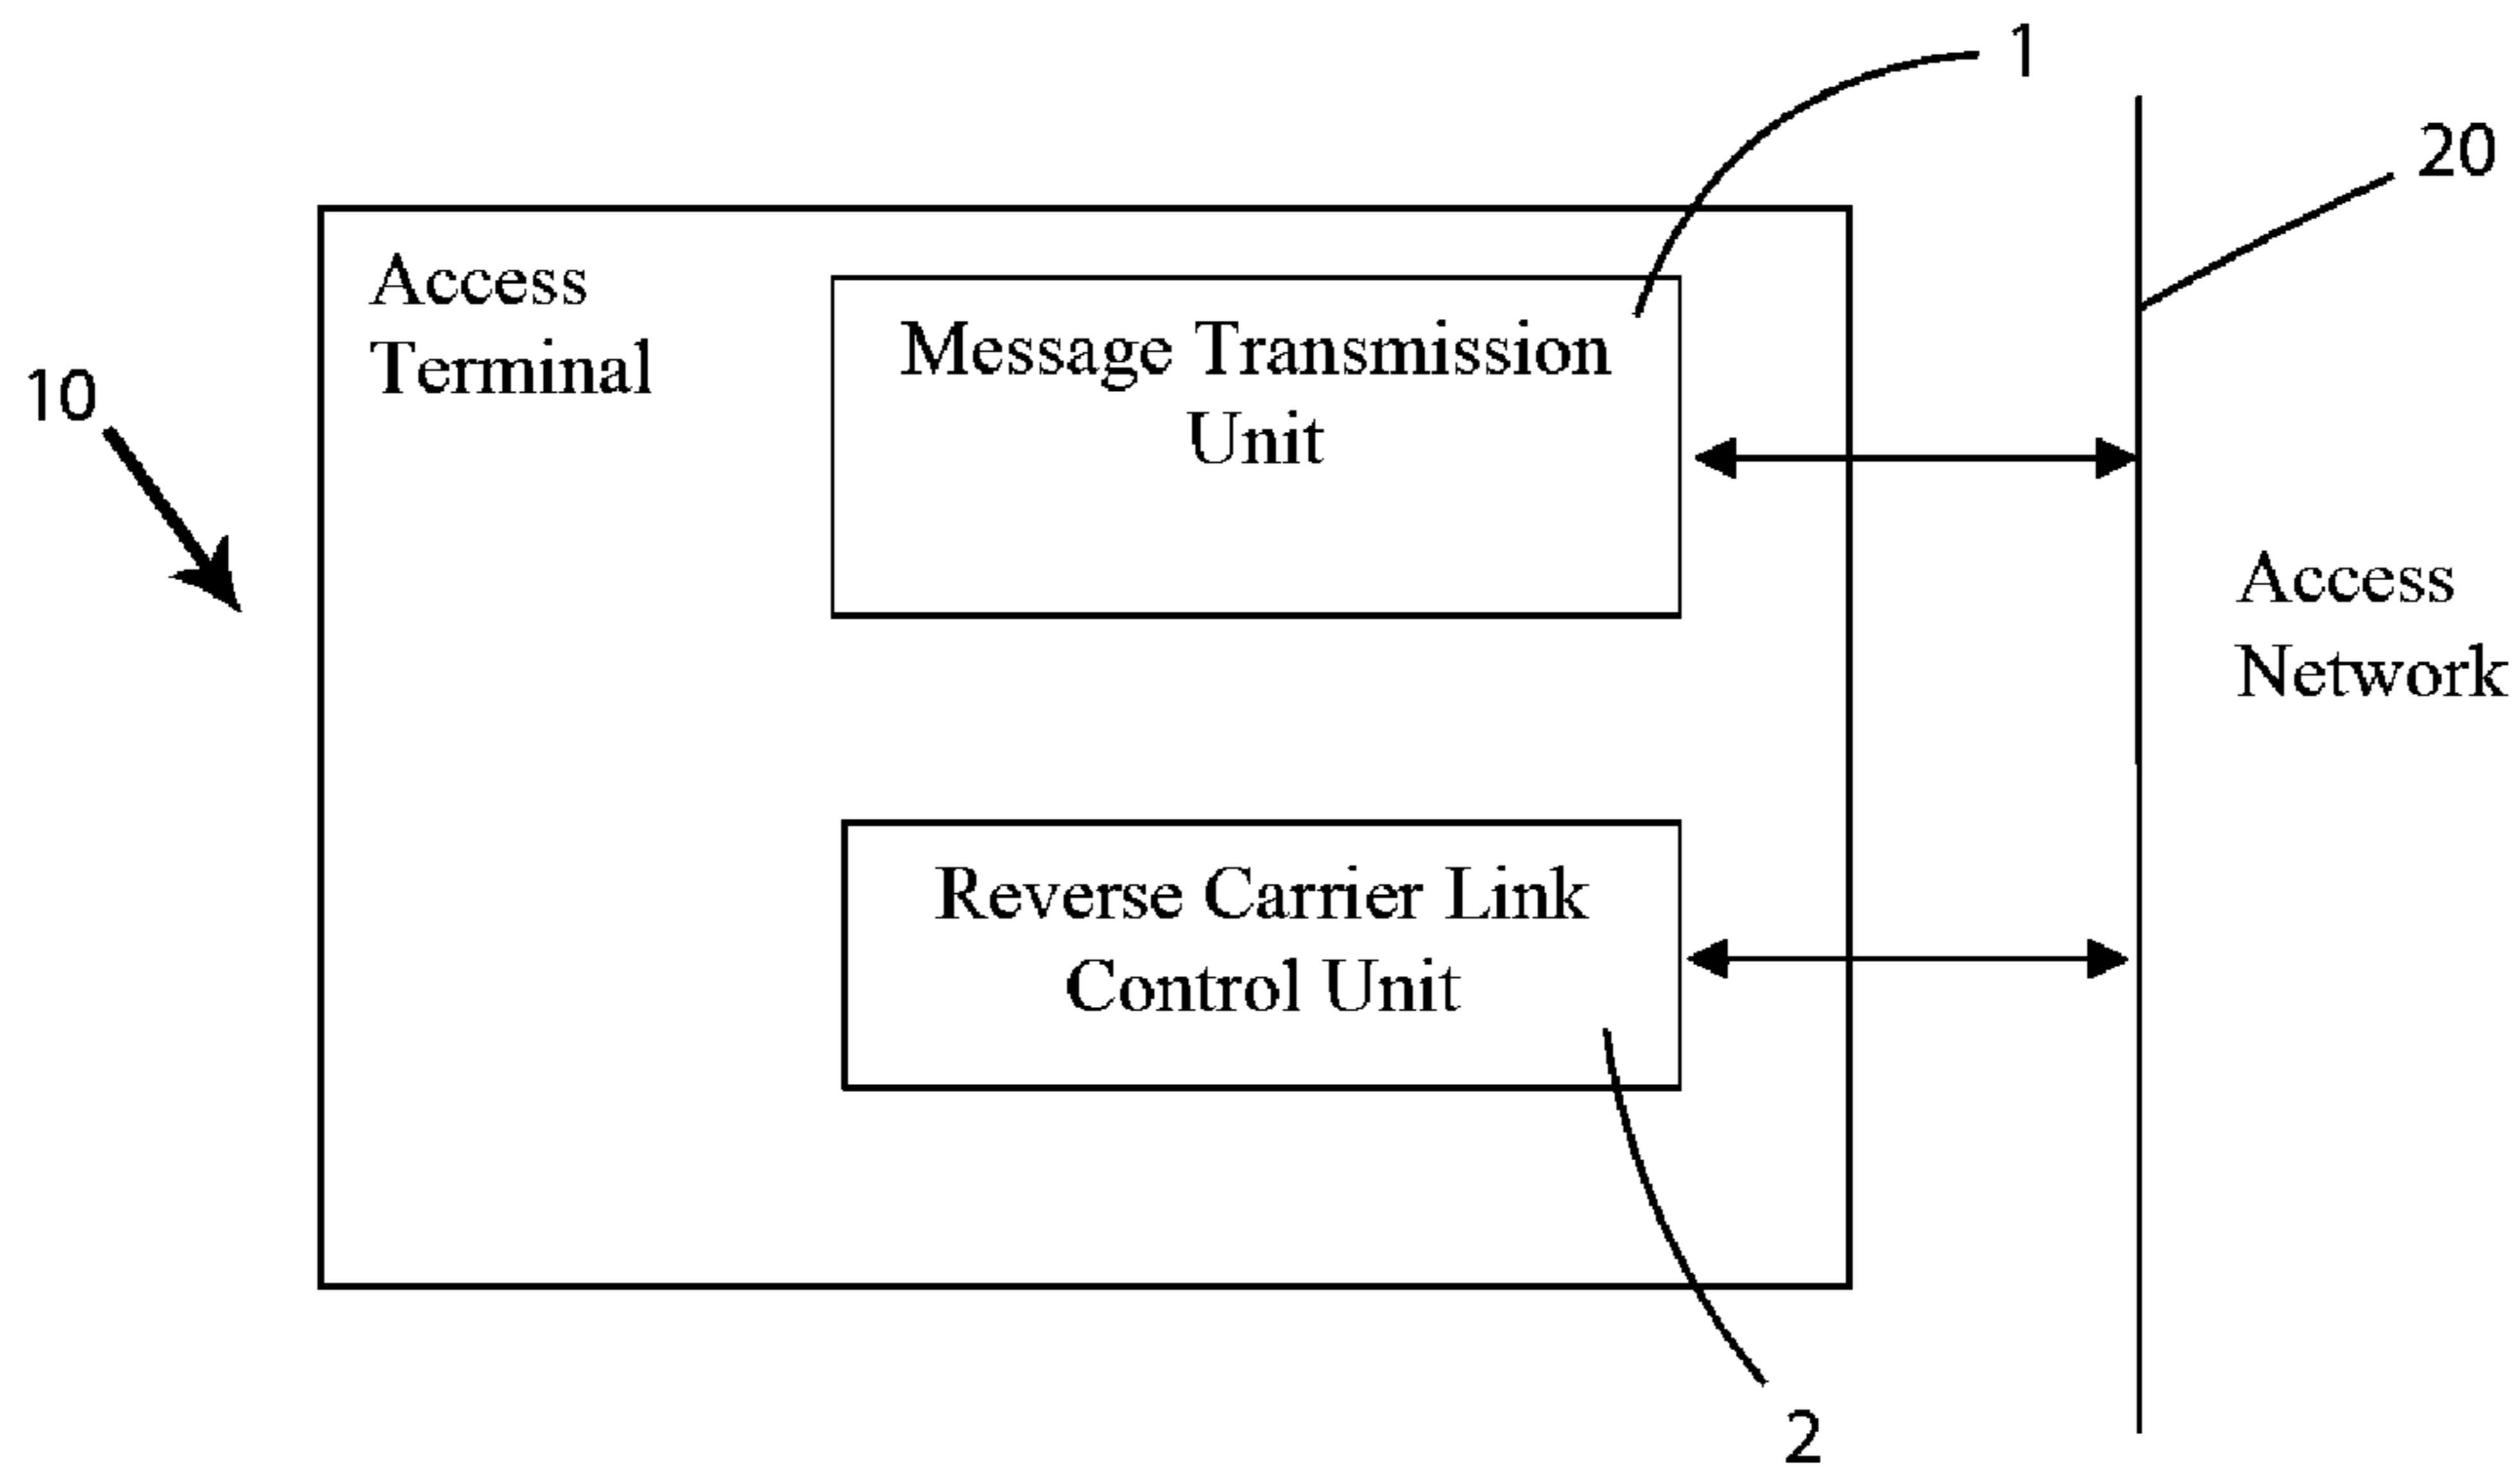 1
20
Access
Terminal
10
Message Transmission
Unit
Access
Network
Reverse Carrier Link
Control Unit
2